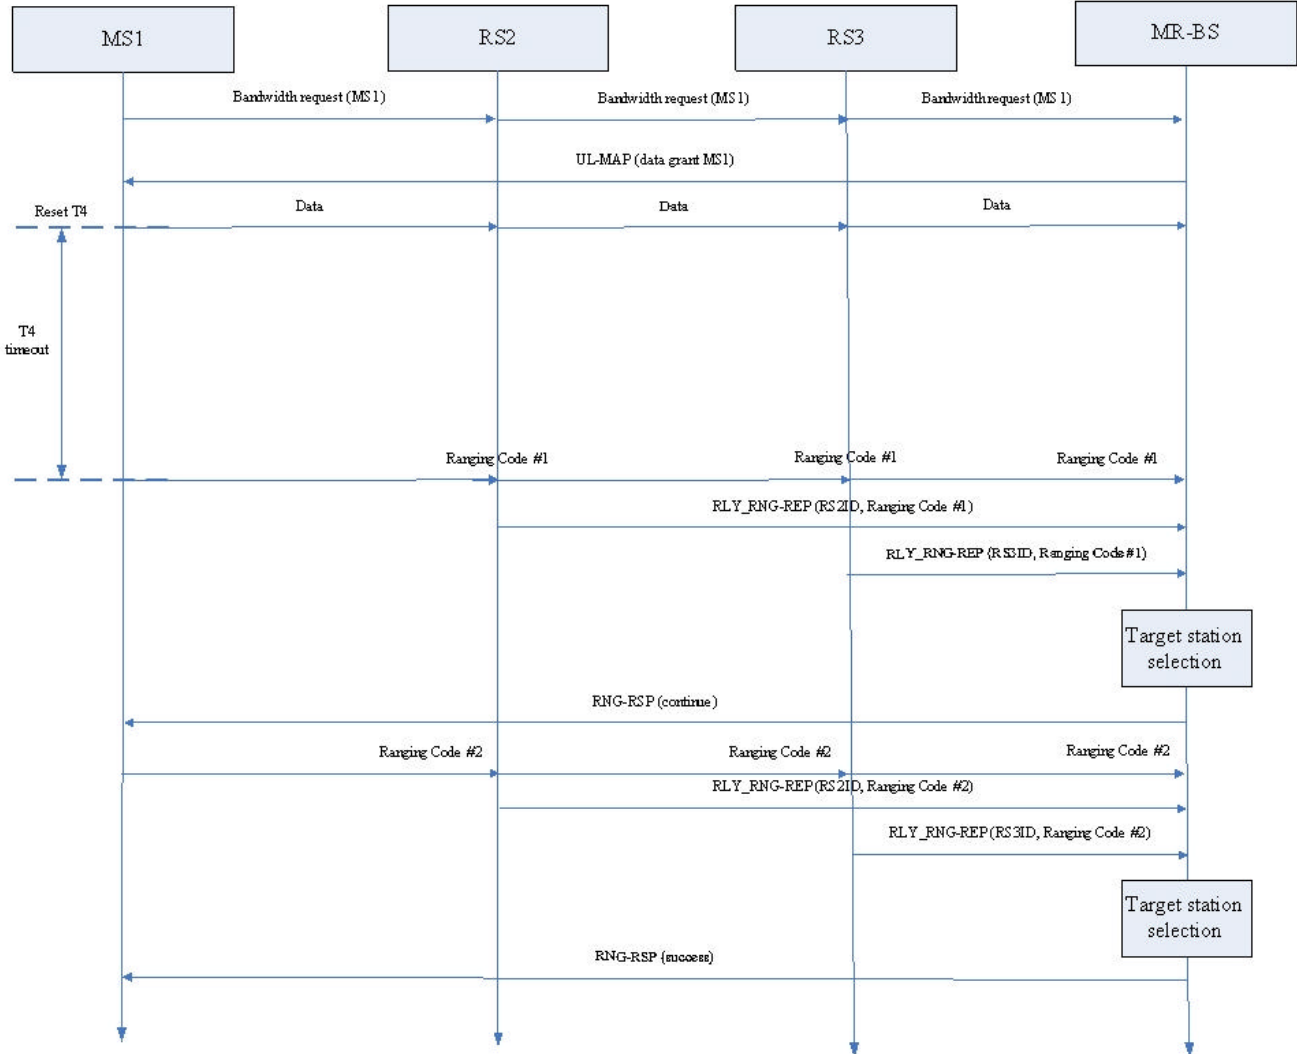 MS1
RS2
RS3
MR-BS
Bandwidth request (MS1)
Bandwidth request (MS1)
Bandwidth request (MS1)
UL-MAP (data grant MS1)
Reset T4
Data
Data
Data
T4
timeout
Ranging Code #1
Ranging Code #1
Ranging Code #1
RLY_RNG-REP (RS2ID, Ranging Code #1)
RLY_RNG-REP (RS3ID, Ranging Code #1)
Target station
selection
RNG-RSP (continue)
Ranging Code #2
Ranging Code #2
Ranging Code #2
RLY_RNG-REP (RS2ID, Ranging Code #2)
RLY_RNG-REP (RS3ID, Ranging Code #2)
Target station
selection
RNG-RSP (success)